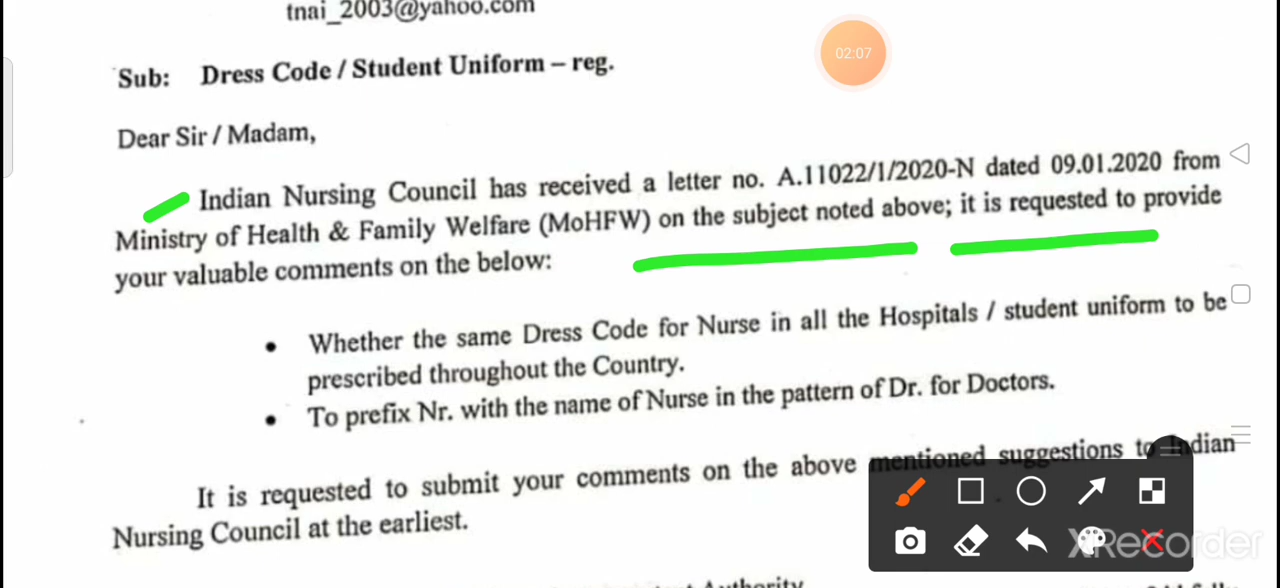 tnai_2003@yahoo.com
02:07
Sub: Dress Code / Student Uniform – reg.
Dear Sir / Madam,
Indian Nursing Council has received a letter no. A.11022/1/2020-N dated 09.01.2020 from
Ministry of Health & Family Welfare (MoHFW) on the subject noted above; it is requested to provide
your valuable comments on the below:
• Whether the same Dress Code for Nurse in all the Hospitals / student uniform to be
prescribed throughout the Country.
• To prefix Nr. with the name of Nurse in the pattern of Dr. for Doctors.
It is requested to submit your comments on the above mentioned suggestions to Indian
Nursing Council at the earliest.
XRecorder
Authority